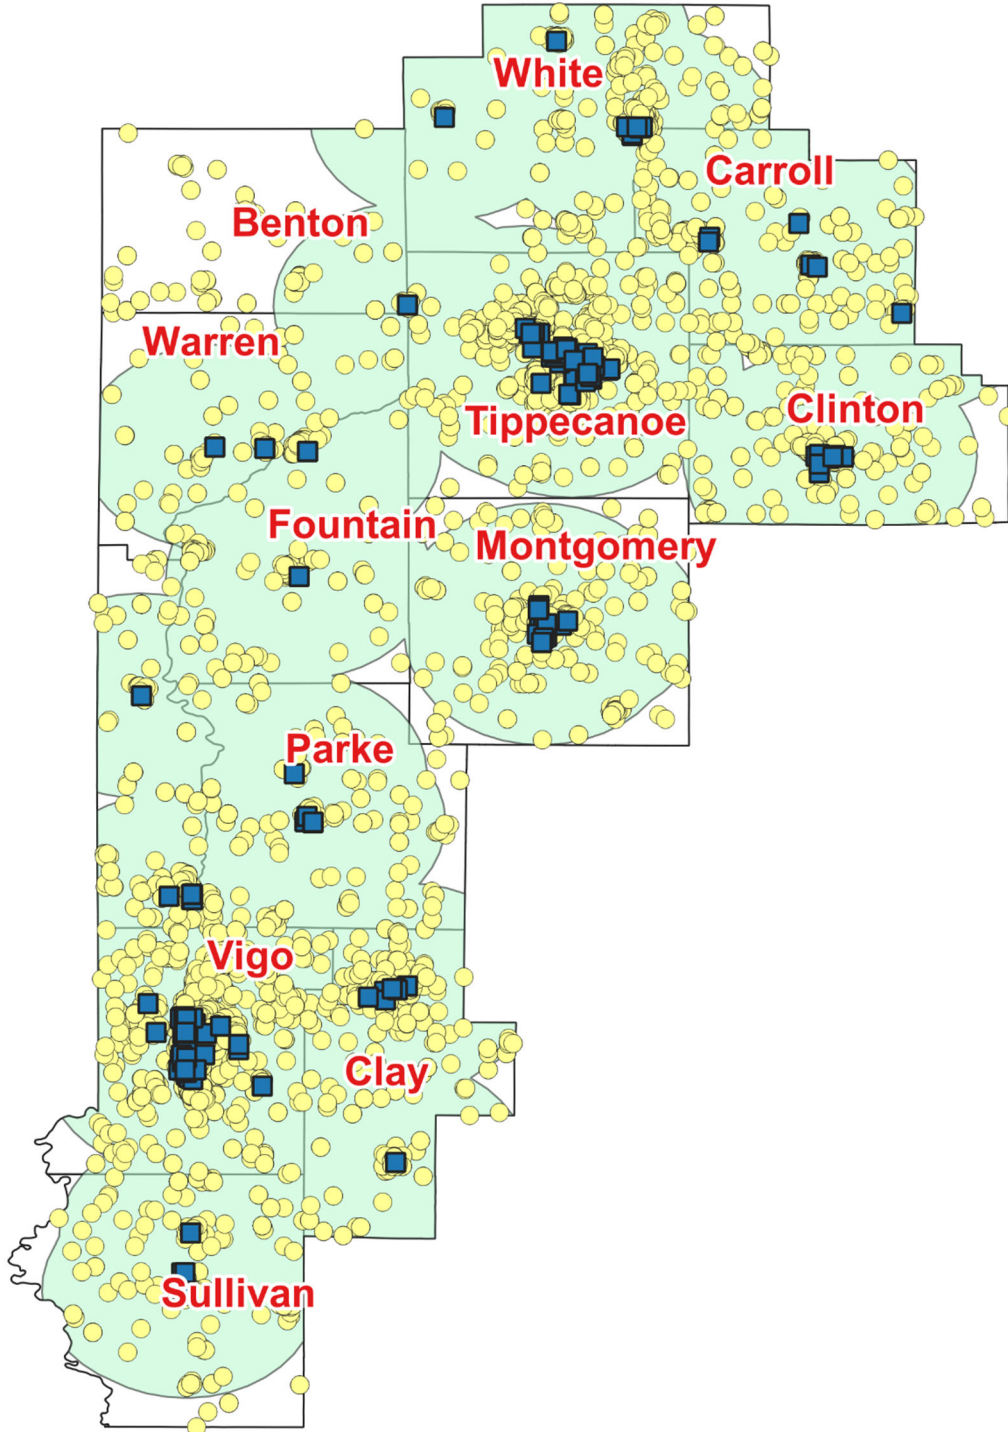 White
Carroll
Benton
Warren
Tippecanoe
Clinton
Fountain
Montgomery
Parke
Vigo
Clay
Sullivan